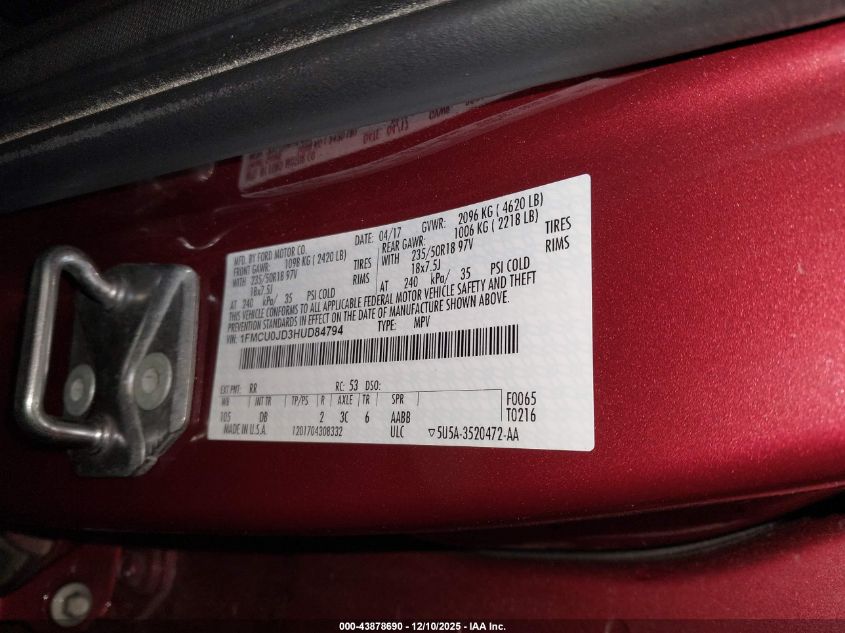 MFD. BY FORD MOTOR CO.
DATE: 04/17 GVWR: 2096 KG ( 4620 LB)
FRONT GAWR: 1098 KG ( 2420 LB) REAR GAWR: 1006 KG ( 2218 LB)
WITH 235/50R18 97V TIRES WITH 235/50R18 97V TIRES
18x7.5J RIMS 18x7.5J RIMS
AT 240 kPa/ 35 PSI COLD AT 240 kPa/ 35 PSI COLD
THIS VEHICLE CONFORMS TO ALL APPLICABLE FEDERAL MOTOR VEHICLE SAFETY AND THEFT
PREVENTION STANDARDS IN EFFECT ON THE DATE OF MANUFACTURE SHOWN ABOVE.
VIN: 1FMCU0JD3HUD84794 TYPE: MPV
EXT PNT: RR RC: 53 DSO:
WB INT TR TP/PS R AXLE TR SPR F0065
105 DB 2 3C 6 AABB T0216
MADE IN U.S.A. 1201704308332 ULC ▽5U5A-3520472-AA
000-43878690 - 12/10/2025 - IAA Inc.